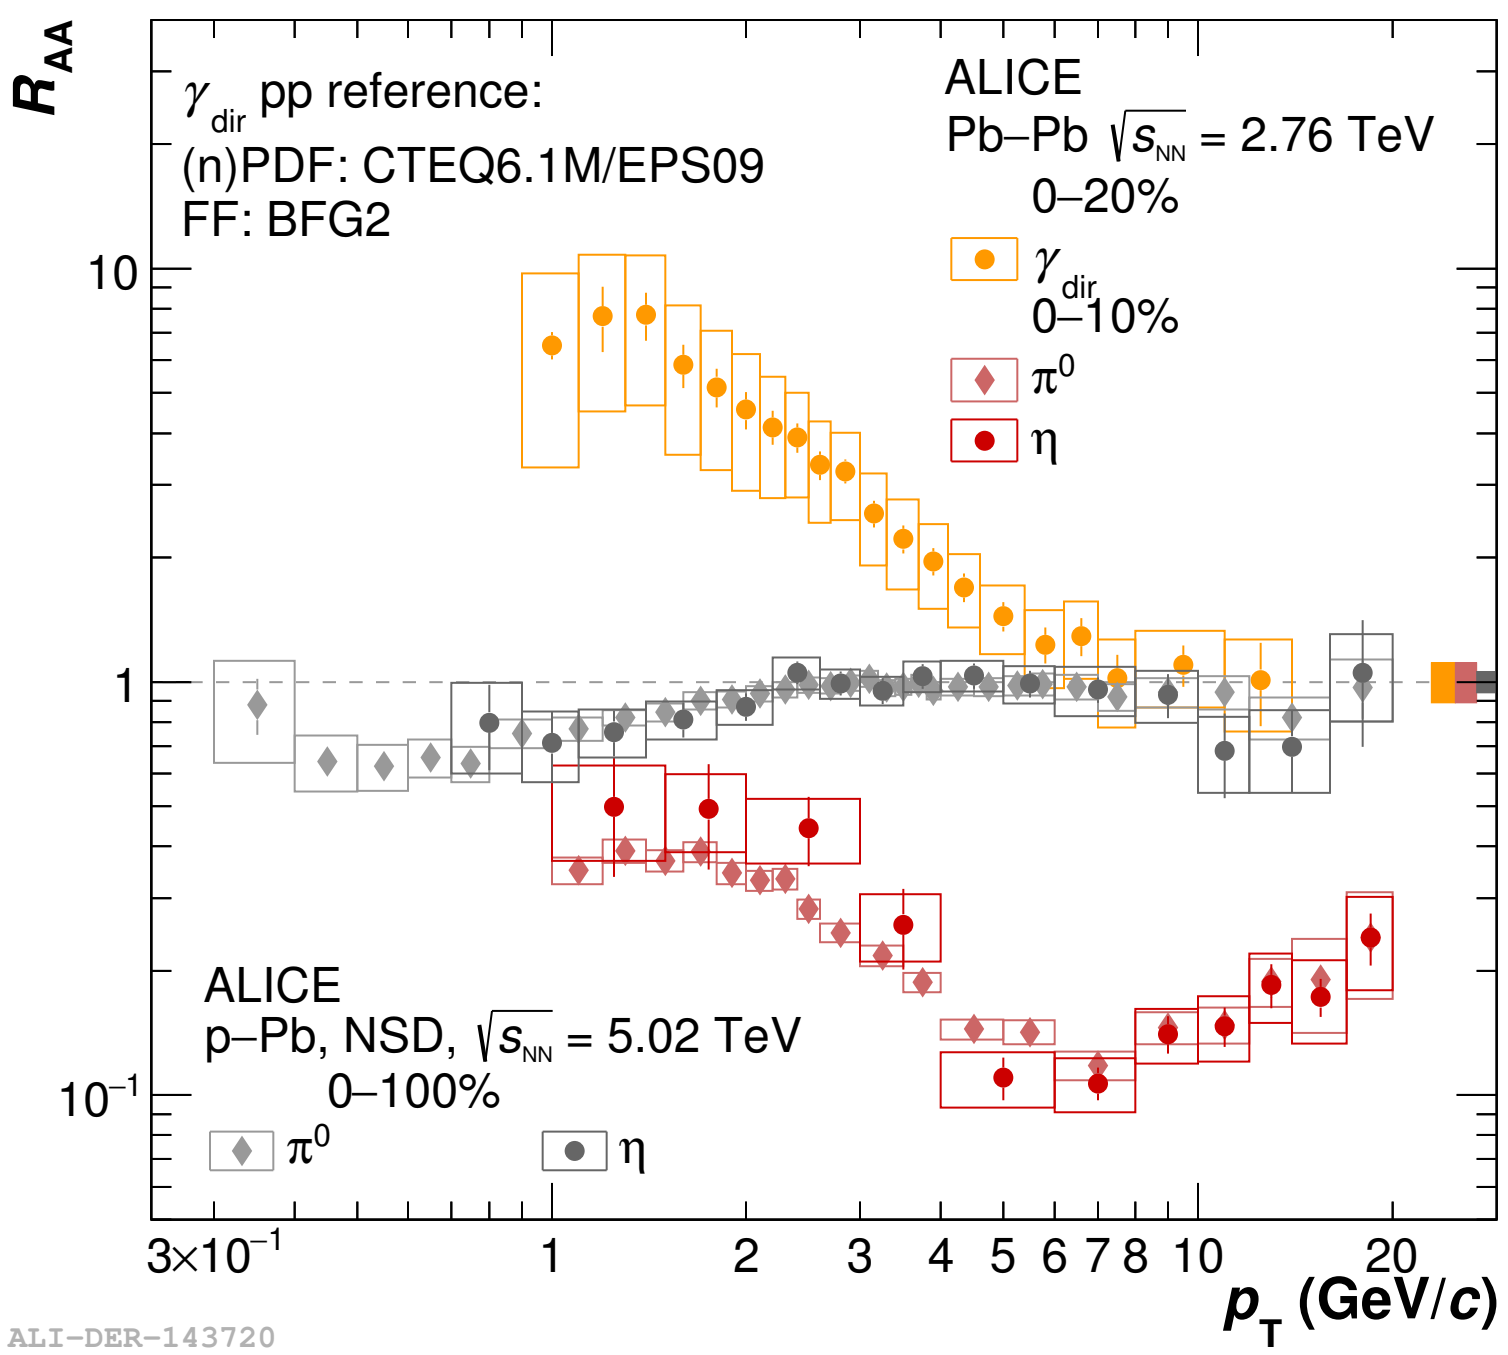 R_AA
γ_dir pp reference:
(n)PDF: CTEQ6.1M/EPS09
FF: BFG2
ALICE
Pb–Pb √s_NN = 2.76 TeV
0–20%
γ_dir
0–10%
π⁰
η
10
1
10⁻¹
ALICE
p–Pb, NSD, √s_NN = 5.02 TeV
0–100%
π⁰ η
3×10⁻¹ 1 2 3 4 5 6 7 8 10 20
p_T (GeV/c)
ALI-DER-143720